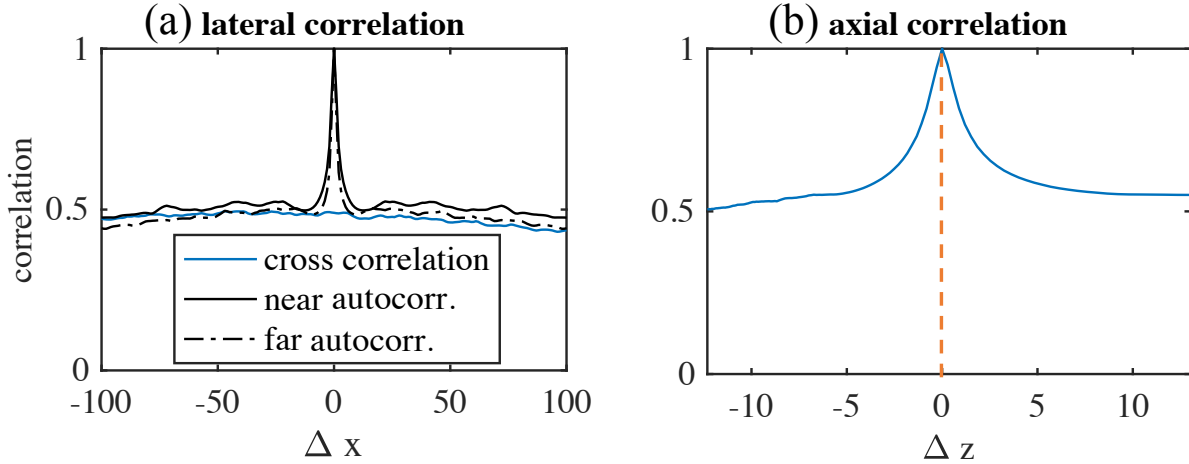 (a) lateral correlation
1
0.5
0
correlation
-100
-50
0
50
100
Δ x
cross correlation
near autocorr.
far autocorr.
(b) axial correlation
1
0.5
0
-10
-5
0
5
10
Δ z